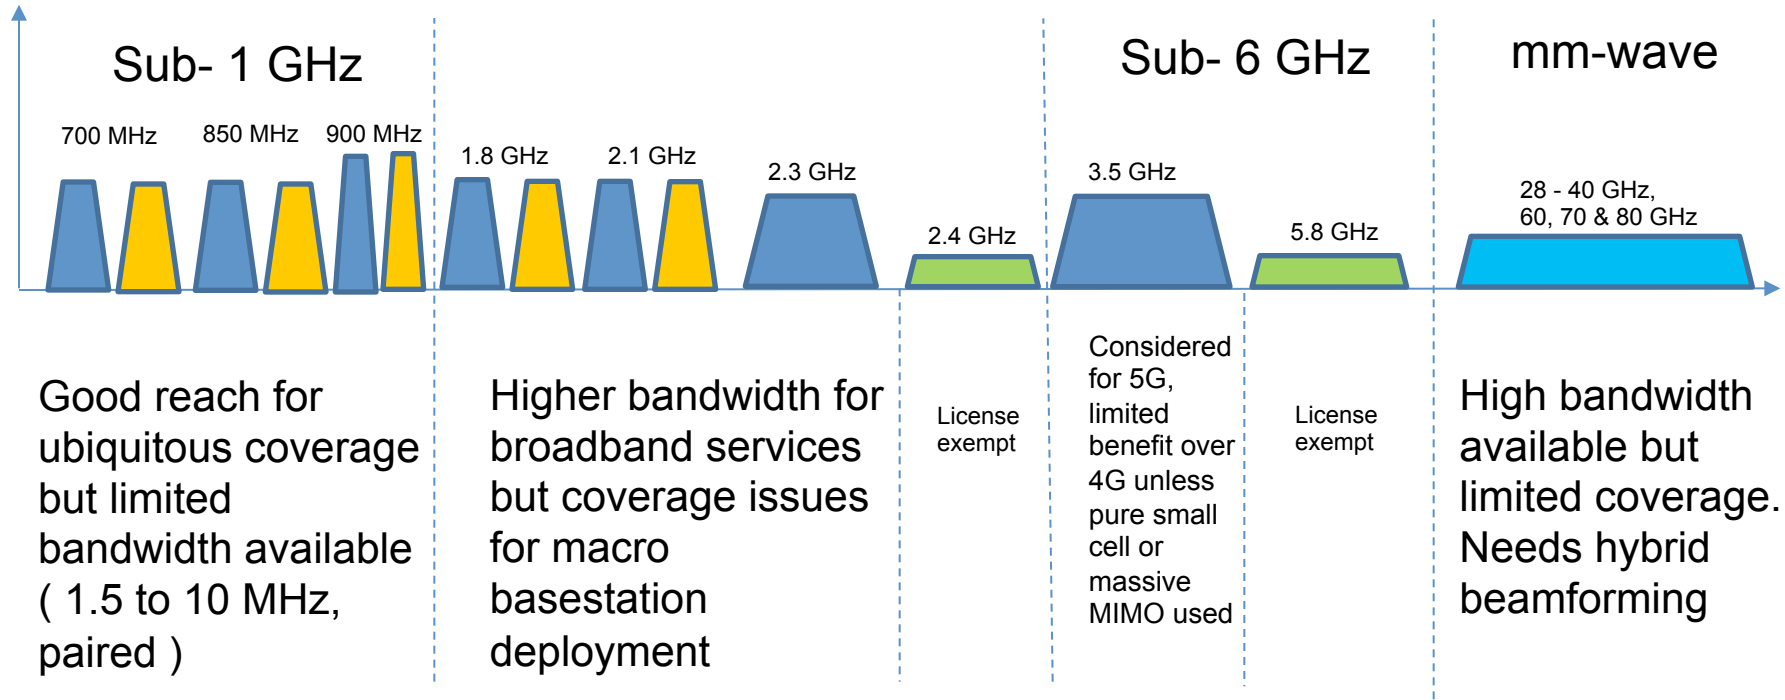 Sub- 1 GHz
Sub- 6 GHz
mm-wave
700 MHz
850 MHz
900 MHz
1.8 GHz
2.1 GHz
2.3 GHz
2.4 GHz
3.5 GHz
5.8 GHz
28 - 40 GHz,
60, 70 & 80 GHz
Good reach for
ubiquitous coverage
but limited
bandwidth available
( 1.5 to 10 MHz,
paired )
Higher bandwidth for
broadband services
but coverage issues
for macro
basestation
deployment
License
exempt
Considered
for 5G,
limited
benefit over
4G unless
pure small
cell or
massive
MIMO used
License
exempt
High bandwidth
available but
limited coverage.
Needs hybrid
beamforming